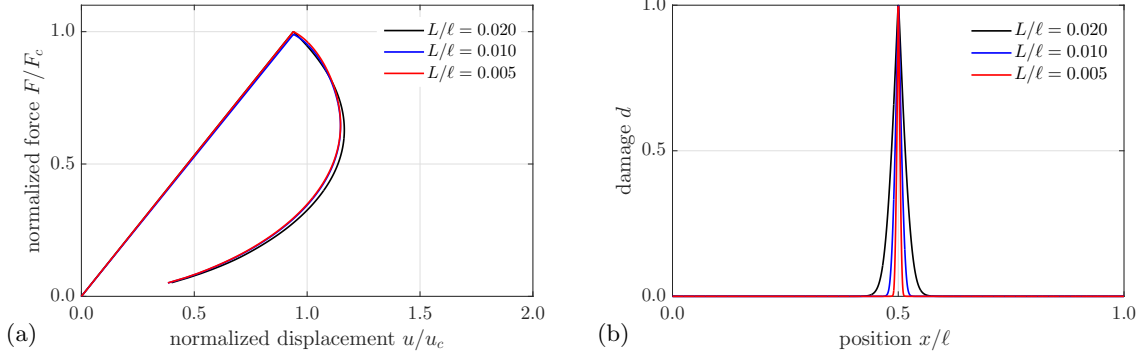 1.0
0.5
0.0
normalized force F/F_c
L/ℓ = 0.020
L/ℓ = 0.010
L/ℓ = 0.005
0.0 0.5 1.0 1.5 2.0
normalized displacement u/u_c
(a)
1.0
0.5
0.0
damage d
L/ℓ = 0.020
L/ℓ = 0.010
L/ℓ = 0.005
0.0 0.5 1.0
position x/ℓ
(b)